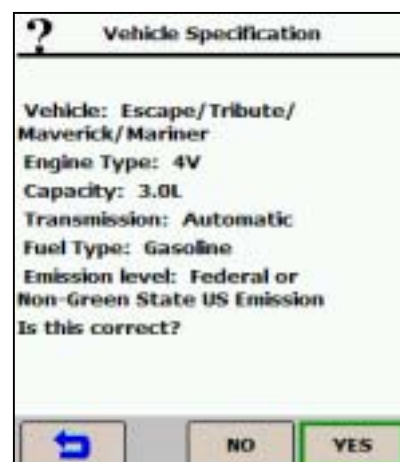 ? Vehicle Specification
Vehicle: Escape/Tribute/
Maverick/Mariner
Engine Type: 4V
Capacity: 3.0L
Transmission: Automatic
Fuel Type: Gasoline
Emission level: Federal or
Non-Green State US Emission
Is this correct?
NO YES